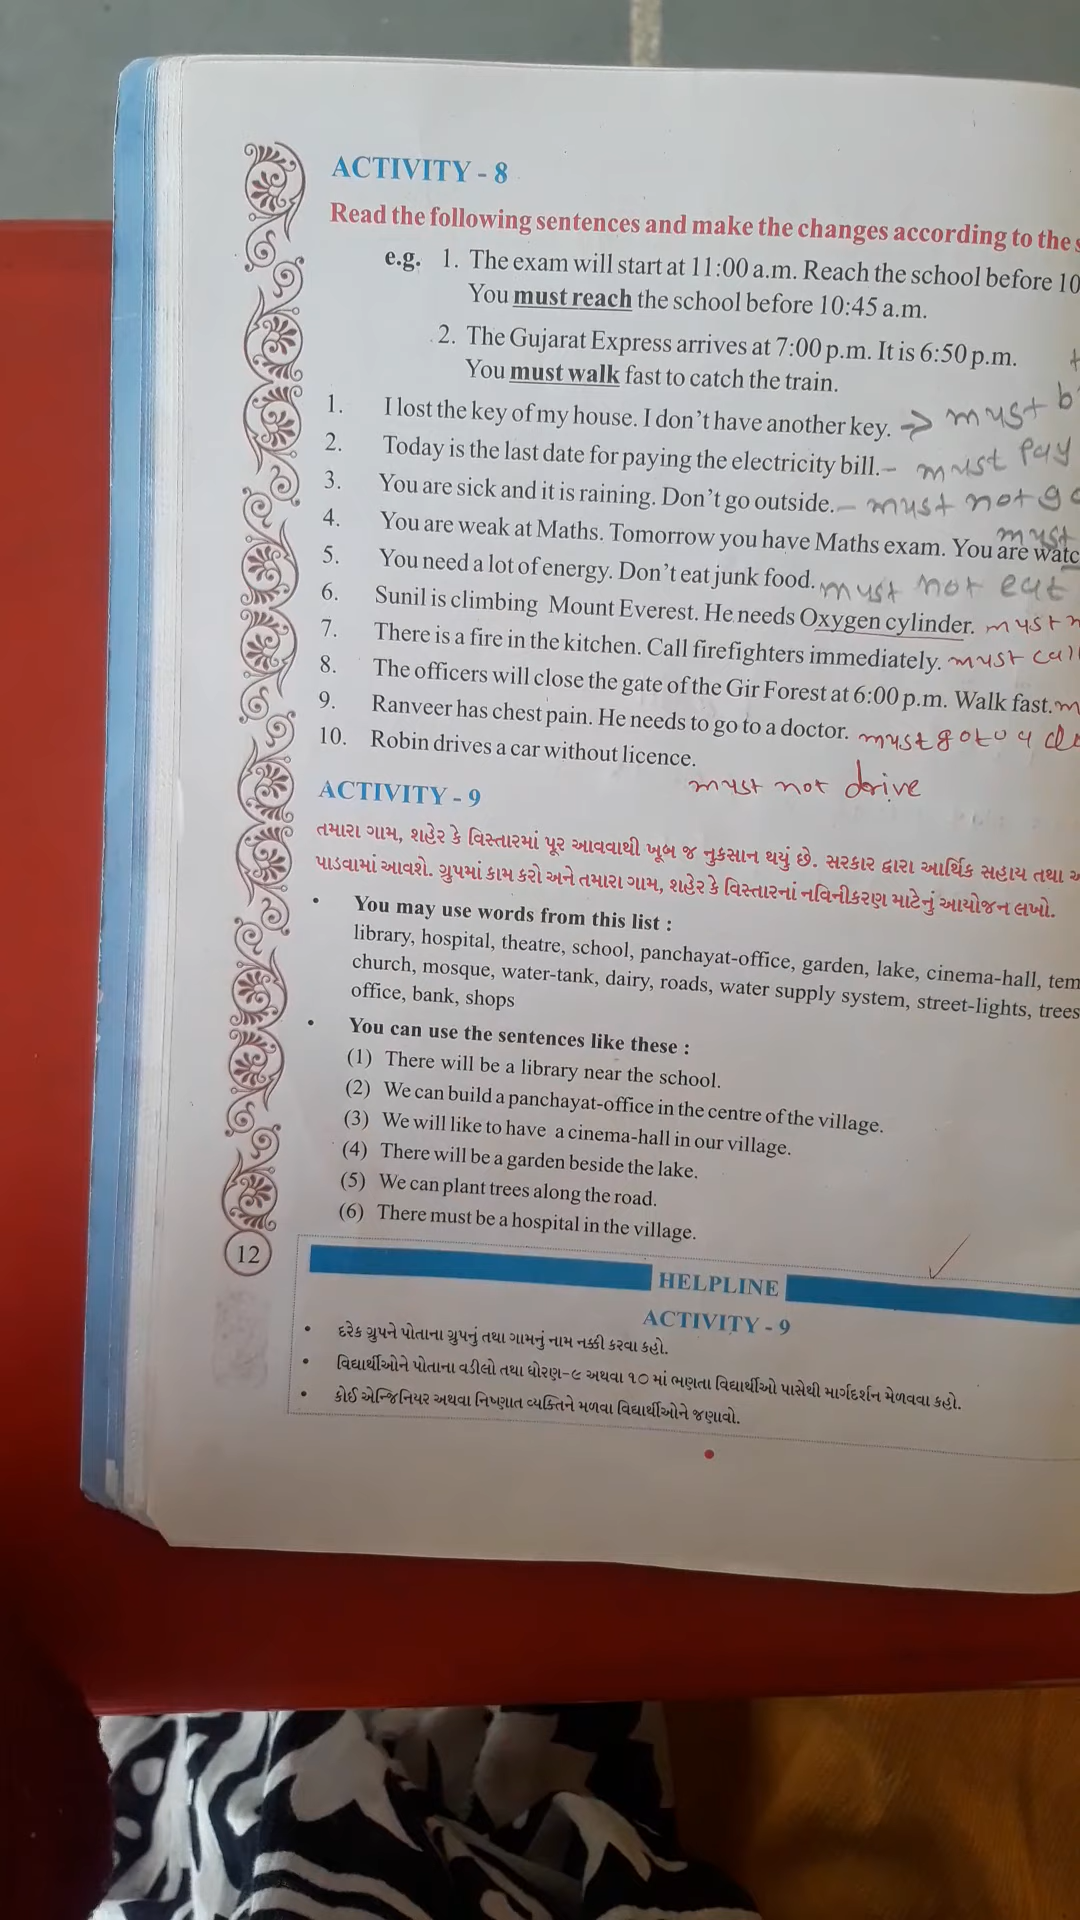 ACTIVITY - 8
Read the following sentences and make the changes according to the
e.g. 1. The exam will start at 11:00 a.m. Reach the school before 10
You must reach the school before 10:45 a.m.
2. The Gujarat Express arrives at 7:00 p.m. It is 6:50 p.m.
You must walk fast to catch the train.
1. I lost the key of my house. I don't have another key. → must b
2. Today is the last date for paying the electricity bill. – must pay
3. You are sick and it is raining. Don't go outside. – must not go
must
4. You are weak at Maths. Tomorrow you have Maths exam. You are watc
5. You need a lot of energy. Don't eat junk food. must not eat
6. Sunil is climbing Mount Everest. He needs Oxygen cylinder. must
7. There is a fire in the kitchen. Call firefighters immediately. must call
8. The officers will close the gate of the Gir Forest at 6:00 p.m. Walk fast. m
9. Ranveer has chest pain. He needs to go to a doctor. must go to a do
10. Robin drives a car without licence.
must not drive
ACTIVITY - 9
તમારા ગામ, શહેર કે વિસ્તારમાં પૂર આવવાથી ખૂબ જ નુકસાન થયું છે. સરકાર દ્વારા આર્થિક સહાય તથા
પાડવામાં આવશે. ગ્રુપમાં કામ કરો અને તમારા ગામ, શહેર કે વિસ્તારનાં નવિનીકરણ માટેનું આયોજન લખો.
• You may use words from this list :
library, hospital, theatre, school, panchayat-office, garden, lake, cinema-hall, tem
church, mosque, water-tank, dairy, roads, water supply system, street-lights, trees
office, bank, shops
• You can use the sentences like these :
(1) There will be a library near the school.
(2) We can build a panchayat-office in the centre of the village.
(3) We will like to have a cinema-hall in our village.
(4) There will be a garden beside the lake.
(5) We can plant trees along the road.
(6) There must be a hospital in the village.
12
HELPLINE
ACTIVITY - 9
• દરેક ગ્રુપને પોતાના ગ્રુપનું તથા ગામનું નામ નક્કી કરવા કહો.
• વિદ્યાર્થીઓને પોતાના વડીલો તથા ધોરણ-૯ અથવા ૧૦ માં ભણતા વિદ્યાર્થીઓ પાસેથી માર્ગદર્શન મેળવવા કહો.
• કોઈ એન્જિનિયર અથવા નિષ્ણાત વ્યક્તિને મળવા વિદ્યાર્થીઓને જણાવો.